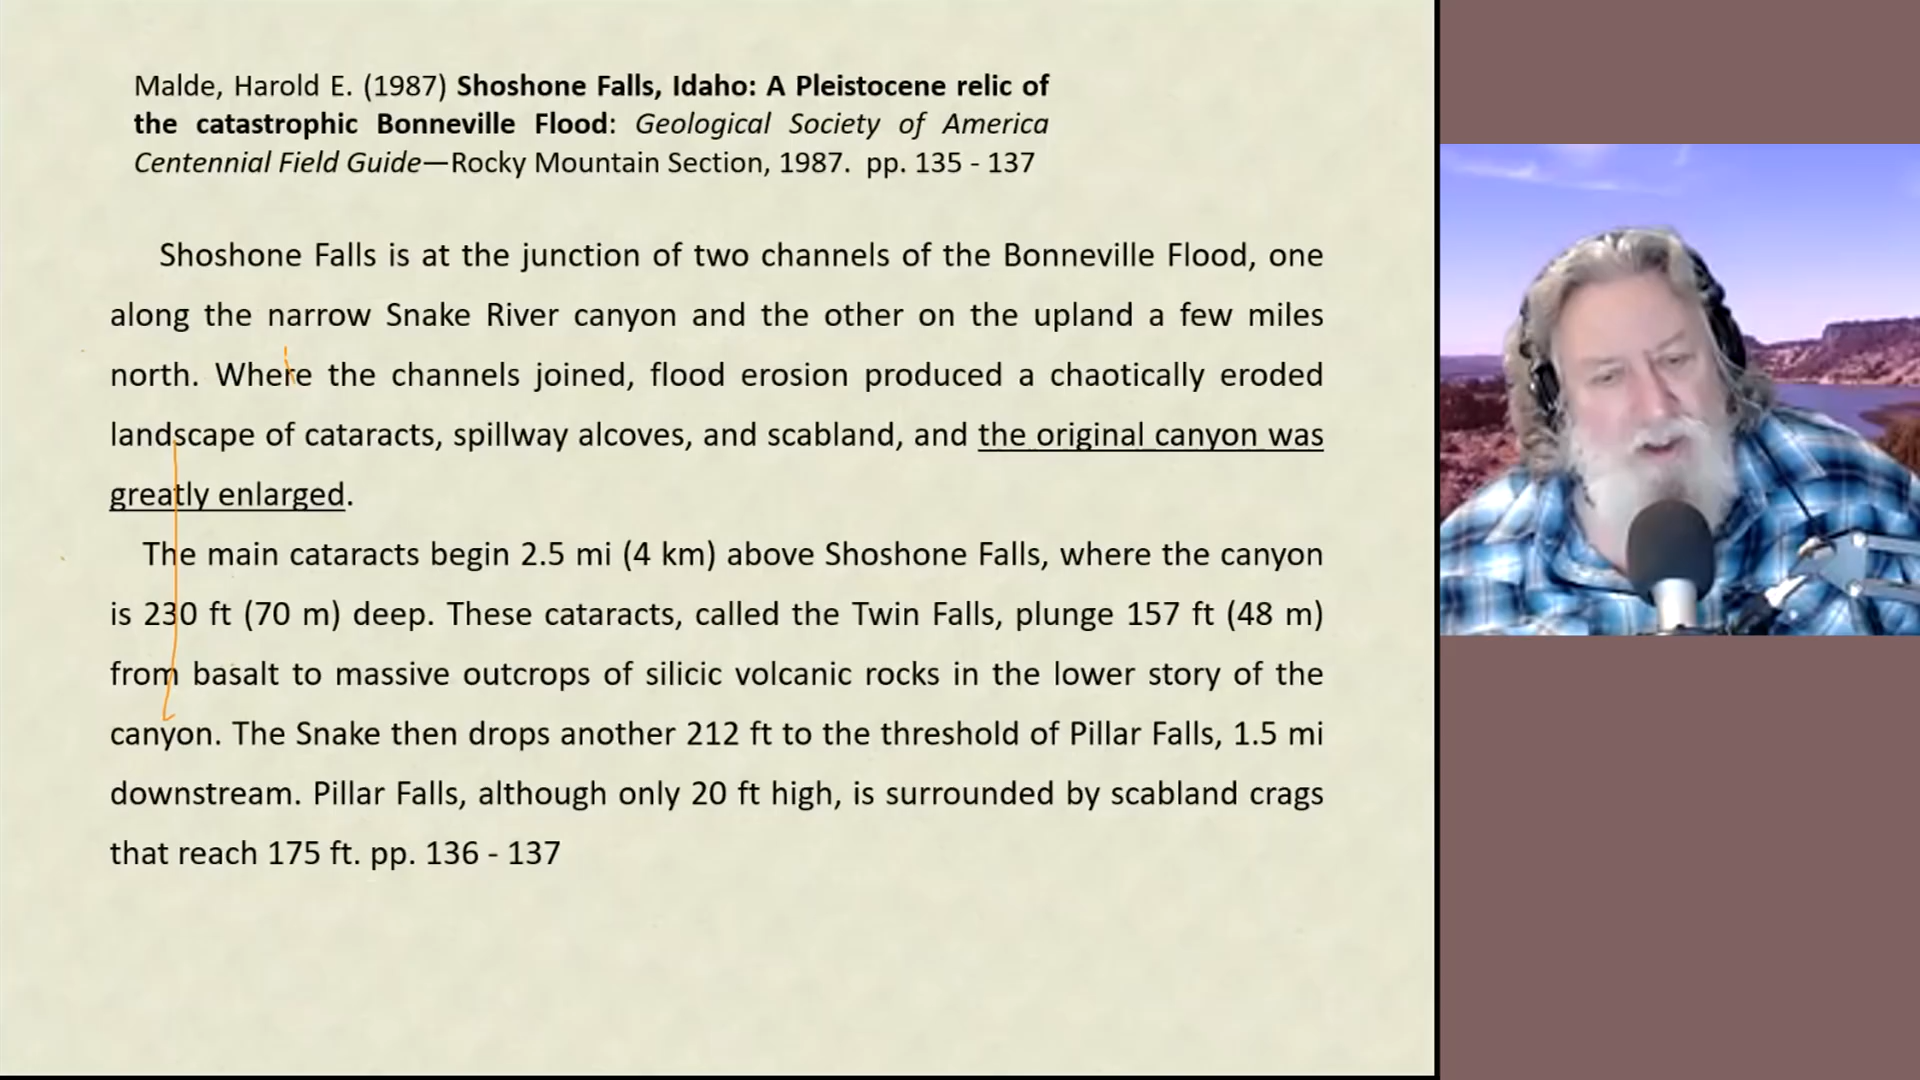 Malde, Harold E. (1987) Shoshone Falls, Idaho: A Pleistocene relic of
the catastrophic Bonneville Flood: Geological Society of America
Centennial Field Guide—Rocky Mountain Section, 1987. pp. 135 - 137
Shoshone Falls is at the junction of two channels of the Bonneville Flood, one
along the narrow Snake River canyon and the other on the upland a few miles
north. Where the channels joined, flood erosion produced a chaotically eroded
landscape of cataracts, spillway alcoves, and scabland, and the original canyon was
greatly enlarged.
The main cataracts begin 2.5 mi (4 km) above Shoshone Falls, where the canyon
is 230 ft (70 m) deep. These cataracts, called the Twin Falls, plunge 157 ft (48 m)
from basalt to massive outcrops of silicic volcanic rocks in the lower story of the
canyon. The Snake then drops another 212 ft to the threshold of Pillar Falls, 1.5 mi
downstream. Pillar Falls, although only 20 ft high, is surrounded by scabland crags
that reach 175 ft. pp. 136 - 137